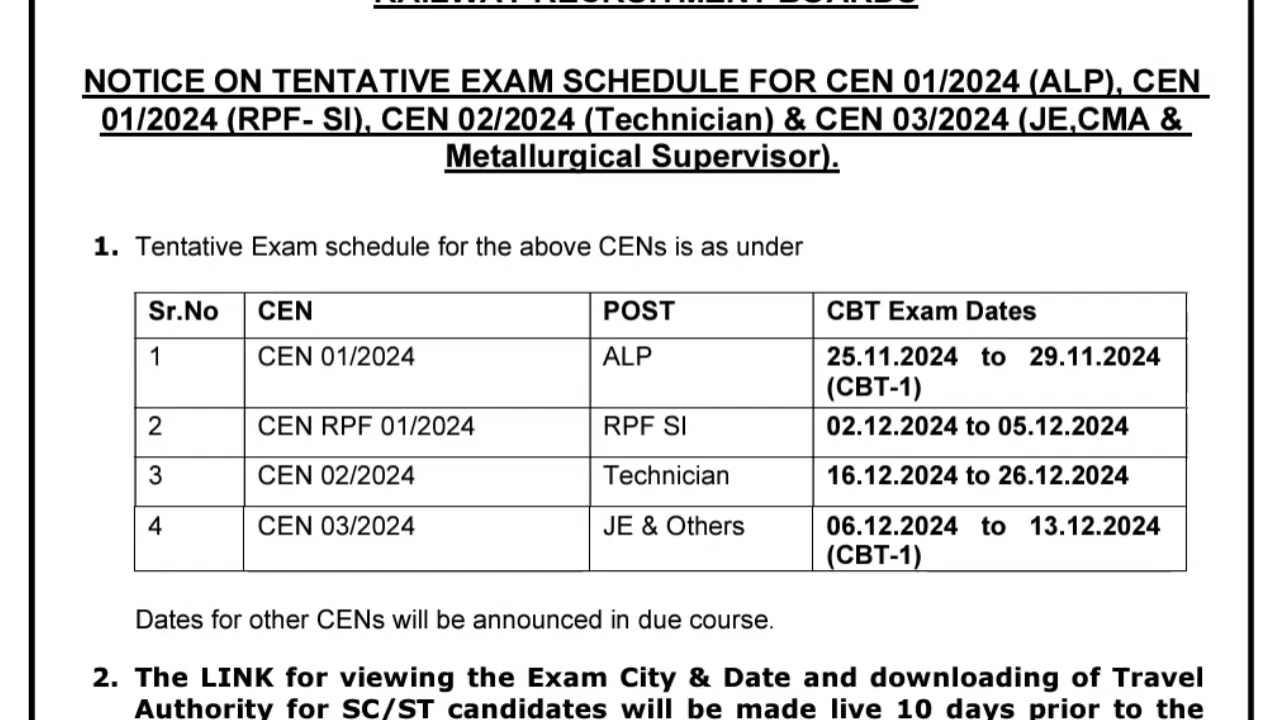 RAILWAY RECRUITMENT BOARDS
NOTICE ON TENTATIVE EXAM SCHEDULE FOR CEN 01/2024 (ALP), CEN
01/2024 (RPF- SI), CEN 02/2024 (Technician) & CEN 03/2024 (JE,CMA &
Metallurgical Supervisor).
1. Tentative Exam schedule for the above CENs is as under
Sr.No CEN POST CBT Exam Dates
1 CEN 01/2024 ALP 25.11.2024 to 29.11.2024
(CBT-1)
2 CEN RPF 01/2024 RPF SI 02.12.2024 to 05.12.2024
3 CEN 02/2024 Technician 16.12.2024 to 26.12.2024
4 CEN 03/2024 JE & Others 06.12.2024 to 13.12.2024
(CBT-1)
Dates for other CENs will be announced in due course.
2. The LINK for viewing the Exam City & Date and downloading of Travel
Authority for SC/ST candidates will be made live 10 days prior to the